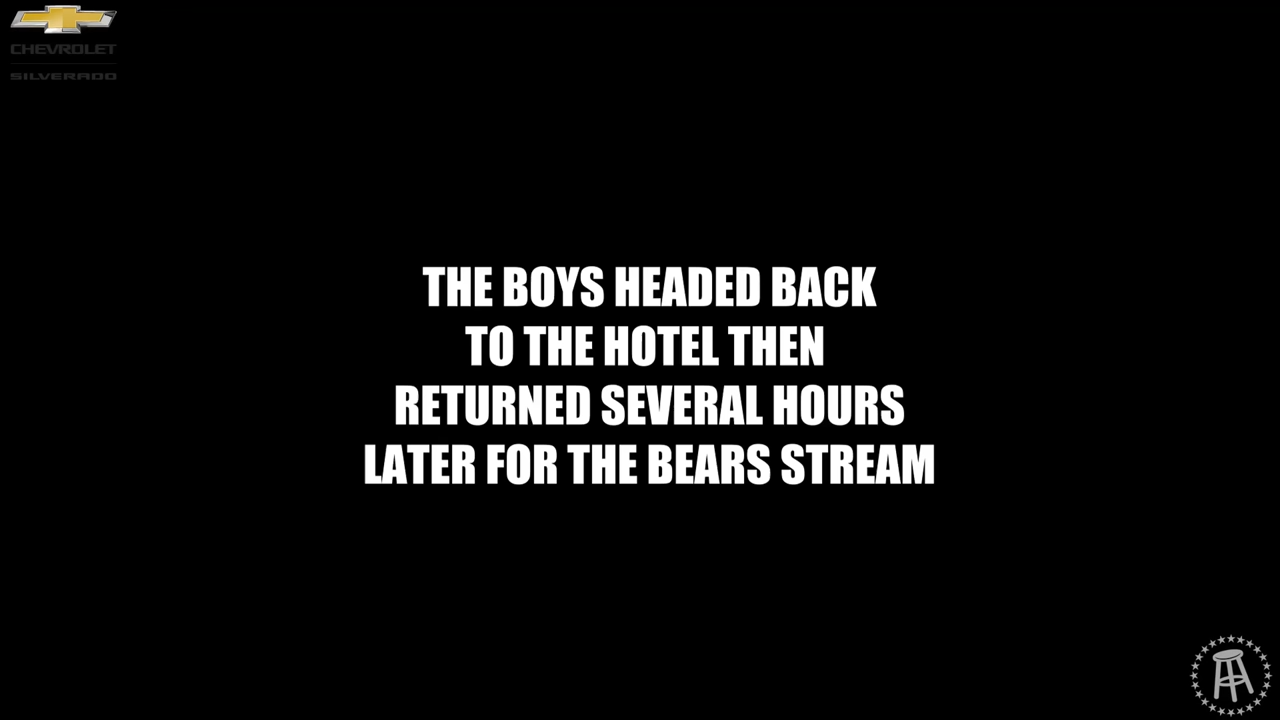 CHEVROLET
SILVERADO
THE BOYS HEADED BACK
TO THE HOTEL THEN
RETURNED SEVERAL HOURS
LATER FOR THE BEARS STREAM